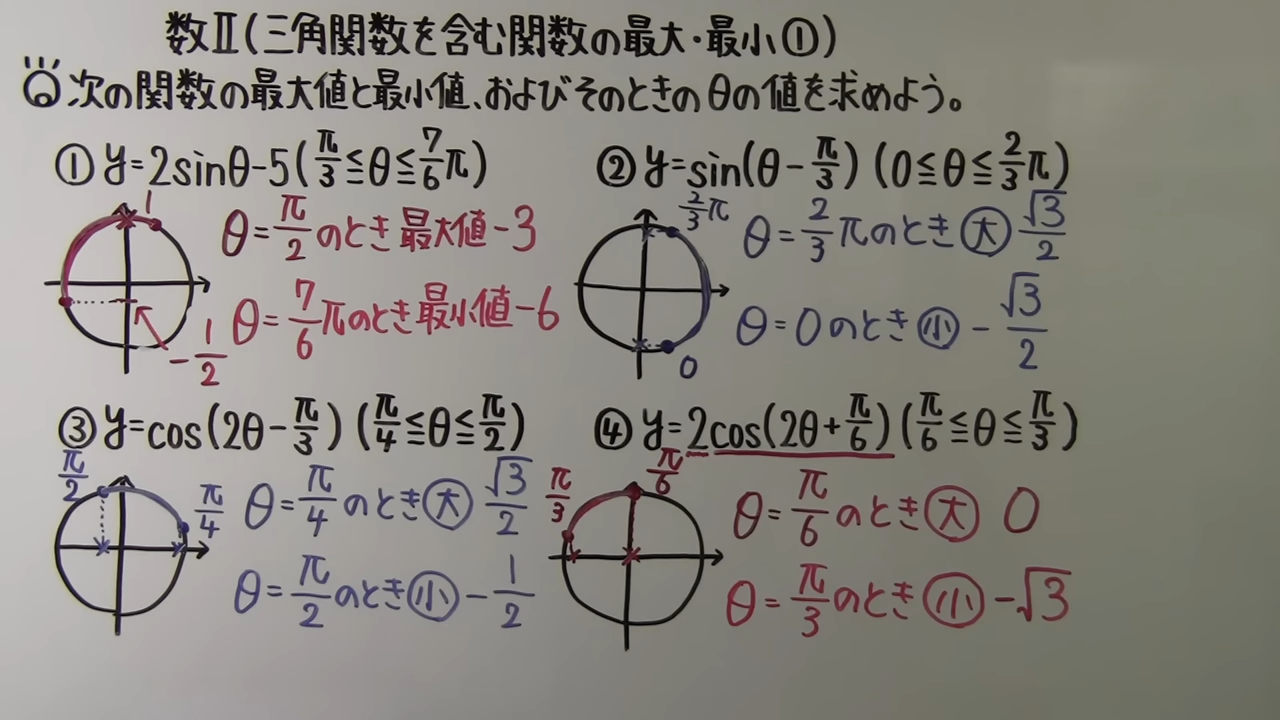 数Ⅱ(三角関数を含む関数の最大・最小①)
Q 次の関数の最大値と最小値、およびそのときのθの値を求めよう。
① y=2sinθ-5(π/3≦θ≦7/6π)
1
θ=π/2のとき最大値-3
θ=7/6πのとき最小値-6
-1/2
② y=sin(θ-π/3)(0≦θ≦2/3π)
2/3π
θ=2/3πのとき㊅ √3/2
θ=0のとき㊤ -√3/2
0
③ y=cos(2θ-π/3)(π/4≦θ≦π/2)
π/2
π/4
θ=π/4のとき(大) √3/2
θ=π/2のとき(小) -1/2
④ y=2cos(2θ+π/6)(π/6≦θ≦π/3)
π/3
π/6
θ=π/6のとき(大) 0
θ=π/3のとき(小) -√3